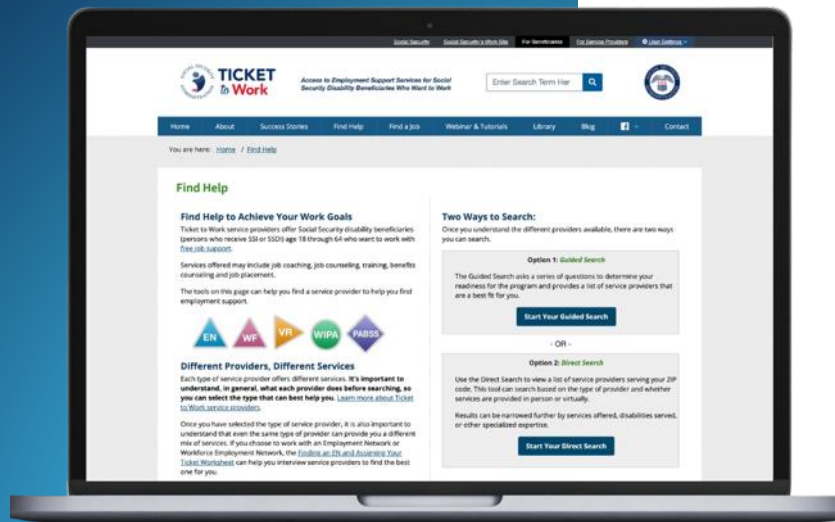 Social Security Social Security's Work Site For Beneficiaries For Service Providers User Settings
TICKET
to Work
Access to Employment Support Services for Social
Security Disability Beneficiaries Who Want to Work
Enter Search Term Her
Home About Success Stories Find Help Find a Job Webinar & Tutorials Library Blog Contact
You are here: Home / Find Help
Find Help
Find Help to Achieve Your Work Goals
Ticket to Work service providers offer Social Security disability beneficiaries
(persons who receive SSI or SSDI) age 18 through 64 who want to work with
free job support.
Services offered may include job coaching, job counseling, training, benefits
counseling and job placement.
The tools on this page can help you find a service provider to help you find
employment support.
EN WF VR WIPA PABSS
Different Providers, Different Services
Each type of service provider offers different services. It's important to
understand, in general, what each provider does before searching, so
you can select the type that can best help you. Learn more about Ticket
to Work service providers.
Once you have selected the type of service provider, it is also important to
understand that even the same type of provider can provide you a different
mix of services. If you choose to work with an Employment Network or
Workforce Employment Network, the Finding an EN and Assigning Your
Ticket Worksheet can help you interview service providers to find the best
one for you.
Two Ways to Search:
Once you understand the different providers available, there are two ways
you can search.
Option 1: Guided Search
The Guided Search asks a series of questions to determine your
readiness for the program and provides a list of service providers that
are a best fit for you.
Start Your Guided Search
- OR -
Option 2: Direct Search
Use the Direct Search to view a list of service providers serving your ZIP
code. This tool can search based on the type of provider and whether
services are provided in person or virtually.
Results can be narrowed further by services offered, disabilities served,
or other specialized expertise.
Start Your Direct Search